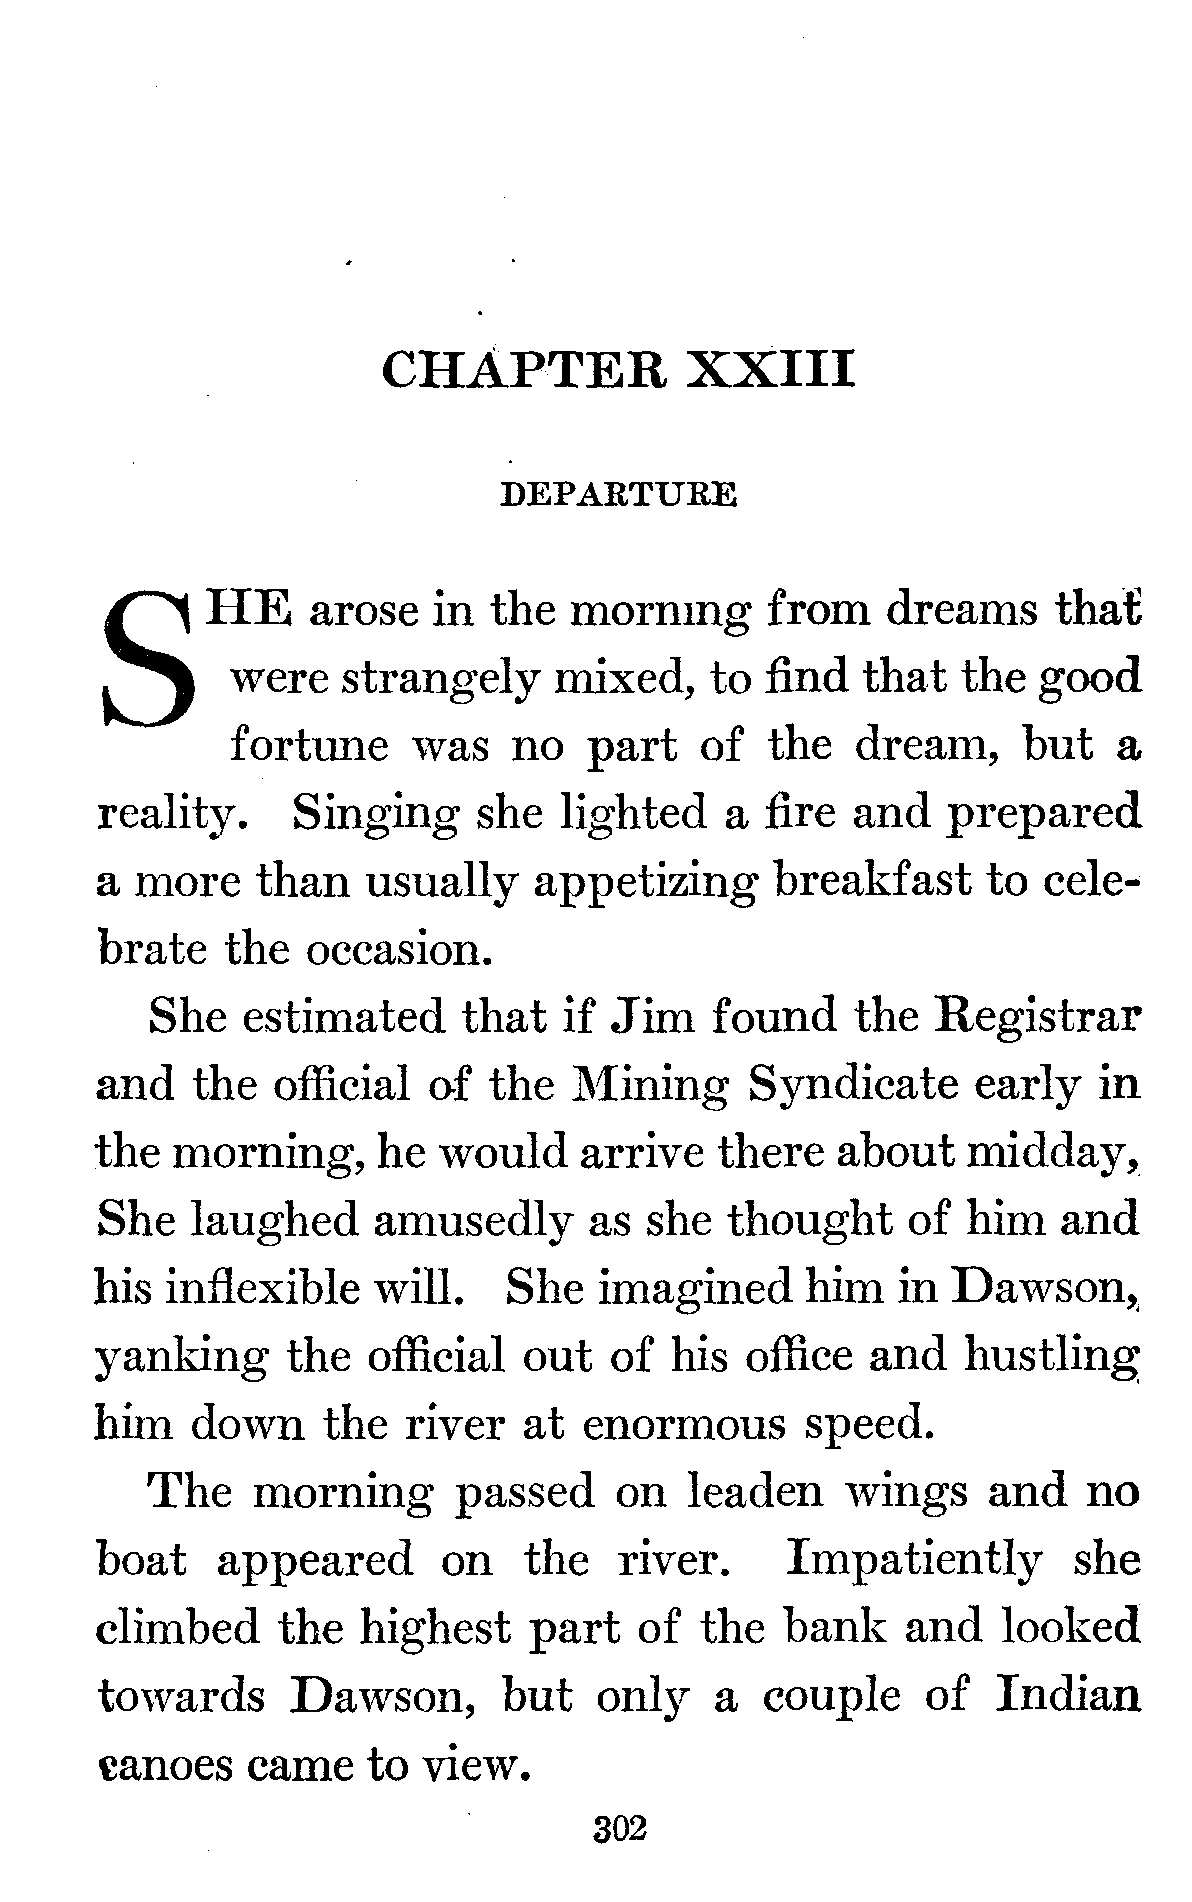 CHAPTER XXIII
DEPARTURE
SHE arose in the morning from dreams that
were strangely mixed, to find that the good
fortune was no part of the dream, but a
reality. Singing she lighted a fire and prepared
a more than usually appetizing breakfast to cele-
brate the occasion.
She estimated that if Jim found the Registrar
and the official of the Mining Syndicate early in
the morning, he would arrive there about midday,
She laughed amusedly as she thought of him and
his inflexible will. She imagined him in Dawson,
yanking the official out of his office and hustling
him down the river at enormous speed.
The morning passed on leaden wings and no
boat appeared on the river. Impatiently she
climbed the highest part of the bank and looked
towards Dawson, but only a couple of Indian
canoes came to view.
302